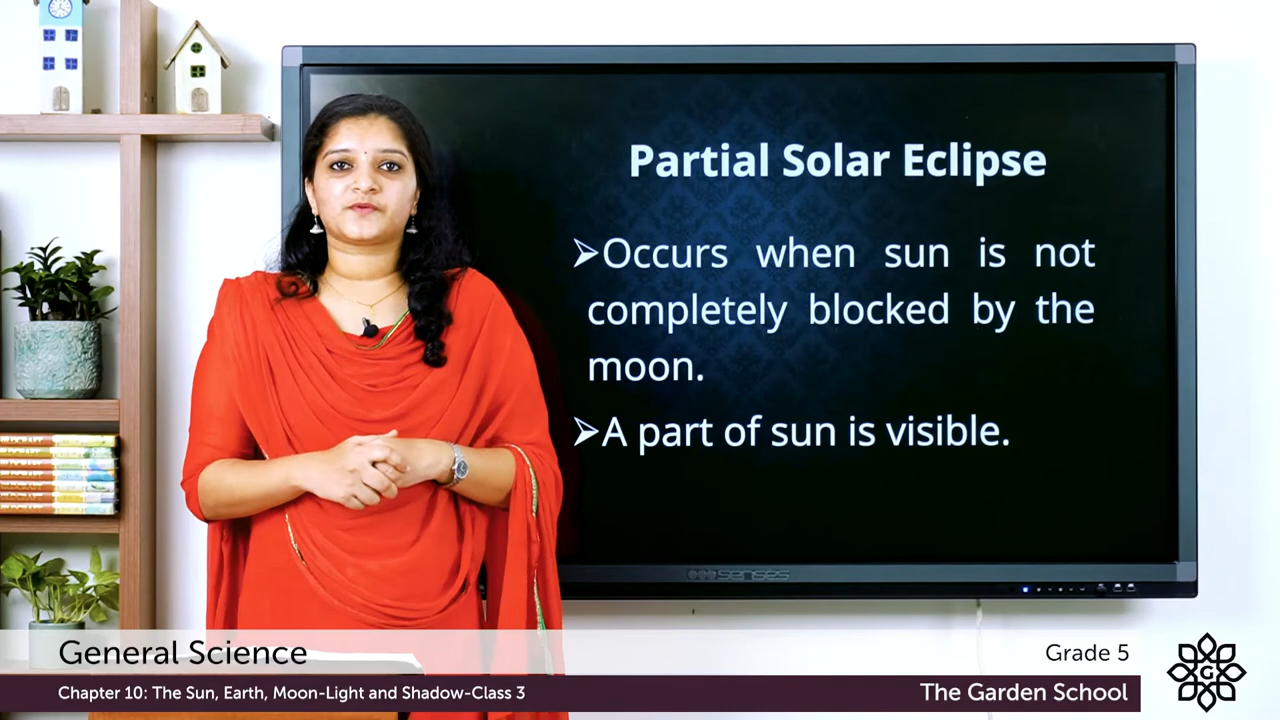 Partial Solar Eclipse
➢Occurs when sun is not
completely blocked by the
moon.
➢A part of sun is visible.
senses
General Science
Grade 5
Chapter 10: The Sun, Earth, Moon-Light and Shadow-Class 3
The Garden School
G